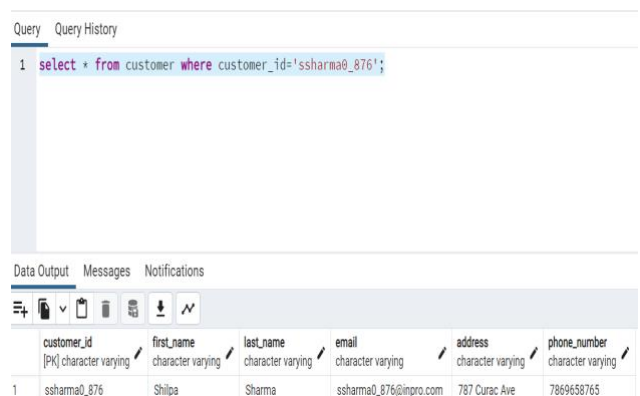 Query Query History
1 select * from customer where customer_id='ssharma0_876';
Data Output Messages Notifications
customer_id first_name last_name email address phone_number
[PK] character varying character varying character varying character varying character varying character varying
1 ssharma0_876 Shilpa Sharma ssharma0_876@inpro.com 787 Curac Ave 7869658765